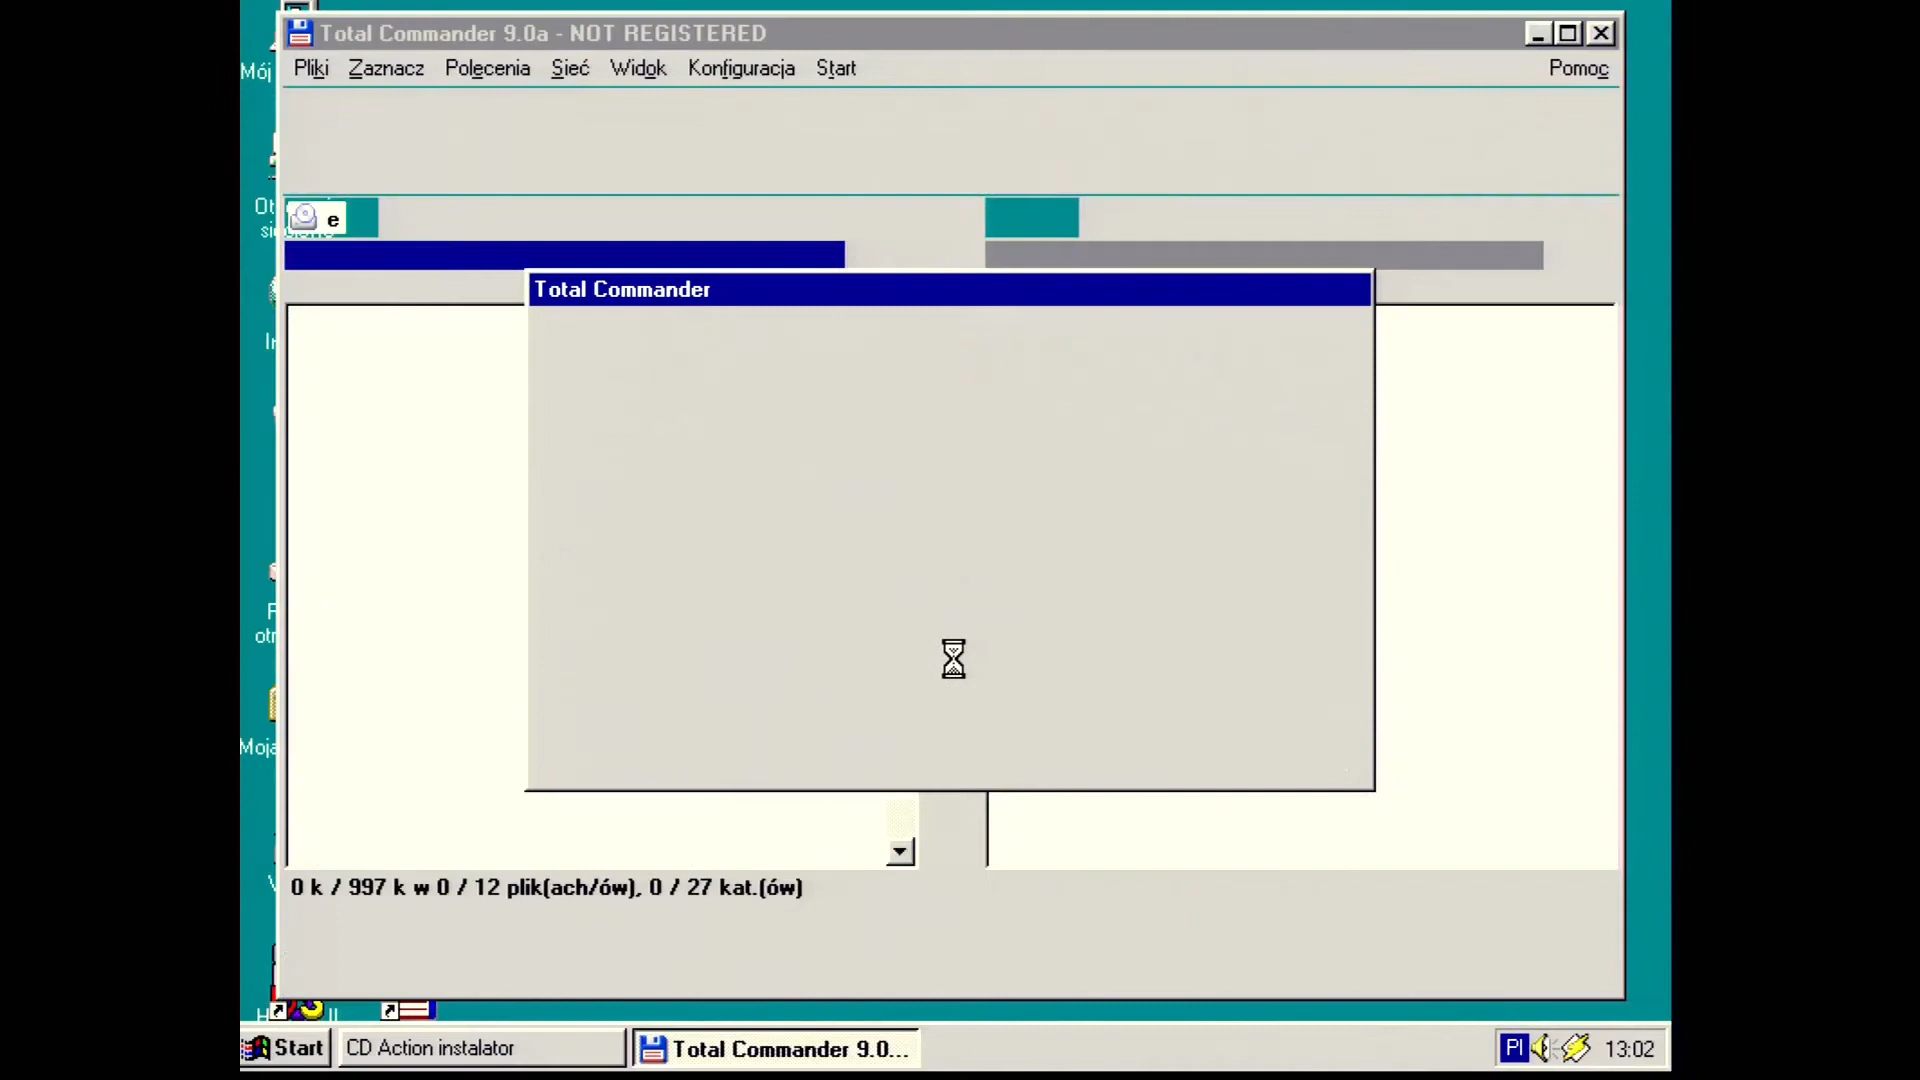 Total Commander 9.0a - NOT REGISTERED
Pliki Zaznacz Polecenia Sieć Widok Konfiguracja Start Pomoc
Mój
e
Total Commander
Moja
0 k / 997 k w 0 / 12 plik(ach/ów), 0 / 27 kat.(ów)
Start CD Action instalator Total Commander 9.0... Pl 13:02